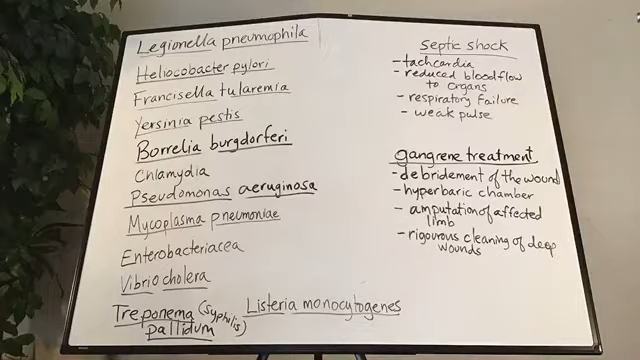 Legionella pneumophila
Heliocobacter pylori
Francisella tularemia
Yersinia pestis
Borrelia burgdorferi
Chlamydia
Pseudomonas aeruginosa
Mycoplasma pneumoniae
Enterobacteriacea
Vibrio cholera
Treponema (syphilis)
pallidum
Listeria monocytogenes
Septic shock
- tachcardia
- reduced bloodflow
to organs
- respiratory failure
- weak pulse
gangrene treatment
- debridement of the wound
- hyperbaric chamber
- amputation of affected
limb
- rigourous cleaning of deep
wounds